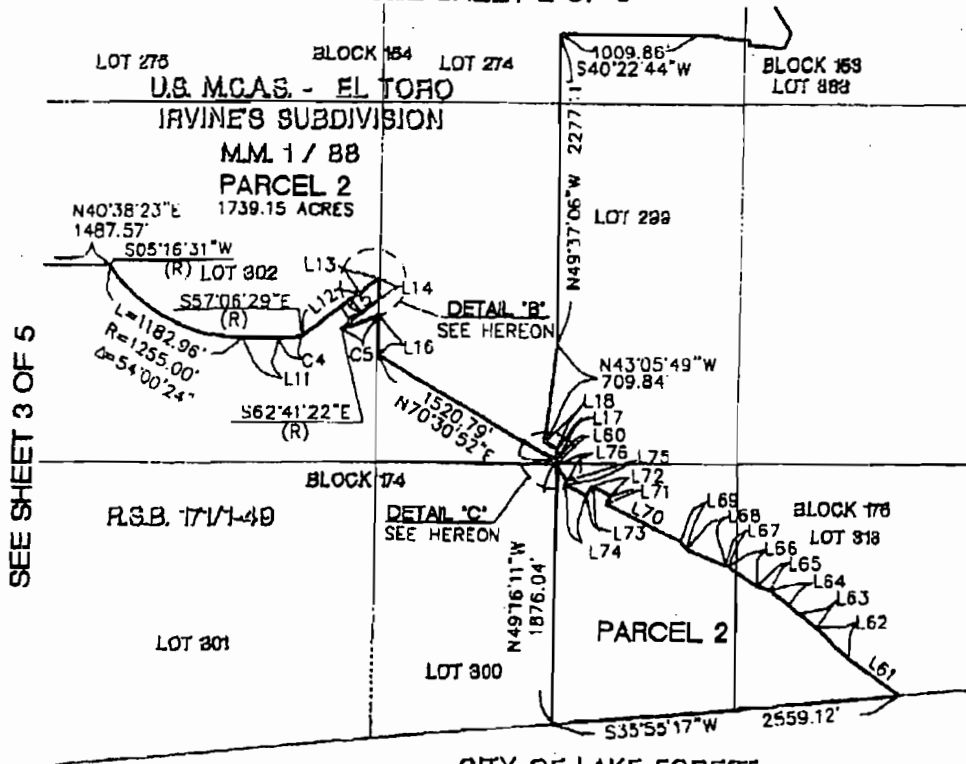 LOT 275
BLOCK 164
LOT 274
1009.86'
S40°22'44"W
BLOCK 163
LOT 888
U.S. M.C.A.S. - EL TORO
IRVINE'S SUBDIVISION
M.M. 1 / 88
PARCEL 2
1739.15 ACRES
N49°37'06"W 2277.11'
LOT 299
N40°38'23"E
1487.57'
S05°16'31"W
(R)
LOT 302
L13
L14
L12
L15
S57°06'29"E
(R)
DETAIL "B"
SEE HEREON
L=1182.96'
R=1255.00'
Δ=54°00'24"
C4
L11
C5
L16
N43°05'49"W
709.84'
S62°41'22"E
(R)
1520.79'
N70°30'52"E
L18
L17
L60
L76
L75
L72
L71
L70
SEE SHEET 3 OF 5
BLOCK 174
R.S.B. 171/1-49
DETAIL "C"
SEE HEREON
L73
L74
L69
L68
L67
L66
L65
L64
L63
L62
L61
BLOCK 176
LOT 318
N49°16'11"W
1876.04'
PARCEL 2
LOT 301
LOT 300
S35°55'17"W
2559.12'
CITY OF LAKE FOREST